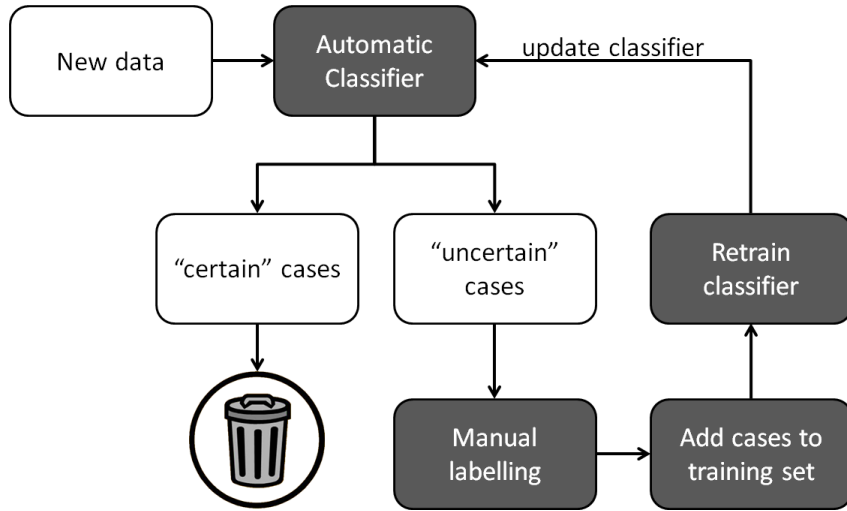 New data
Automatic
Classifier
update classifier
“certain” cases
“uncertain”
cases
Retrain
classifier
Manual
labelling
Add cases to
training set